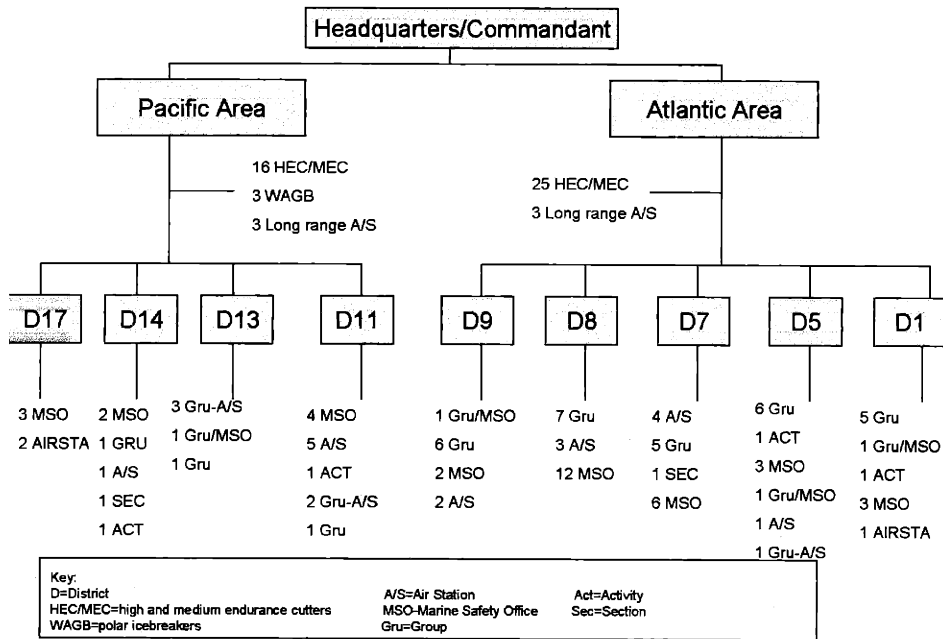 Headquarters/Commandant
Pacific Area
Atlantic Area
16 HEC/MEC
3 WAGB
3 Long range A/S
25 HEC/MEC
3 Long range A/S
D17
D14
D13
D11
D9
D8
D7
D5
D1
3 MSO
2 AIRSTA
2 MSO
1 GRU
1 A/S
1 SEC
1 ACT
3 Gru-A/S
1 Gru/MSO
1 Gru
4 MSO
5 A/S
1 ACT
2 Gru-A/S
1 Gru
1 Gru/MSO
6 Gru
2 MSO
2 A/S
7 Gru
3 A/S
12 MSO
4 A/S
5 Gru
1 SEC
6 MSO
6 Gru
1 ACT
3 MSO
1 Gru/MSO
1 A/S
1 Gru-A/S
5 Gru
1 Gru/MSO
1 ACT
3 MSO
1 AIRSTA
Key:
D=District
HEC/MEC=high and medium endurance cutters
WAGB=polar icebreakers
A/S=Air Station
MSO-Marine Safety Office
Gru=Group
Act=Activity
Sec=Section